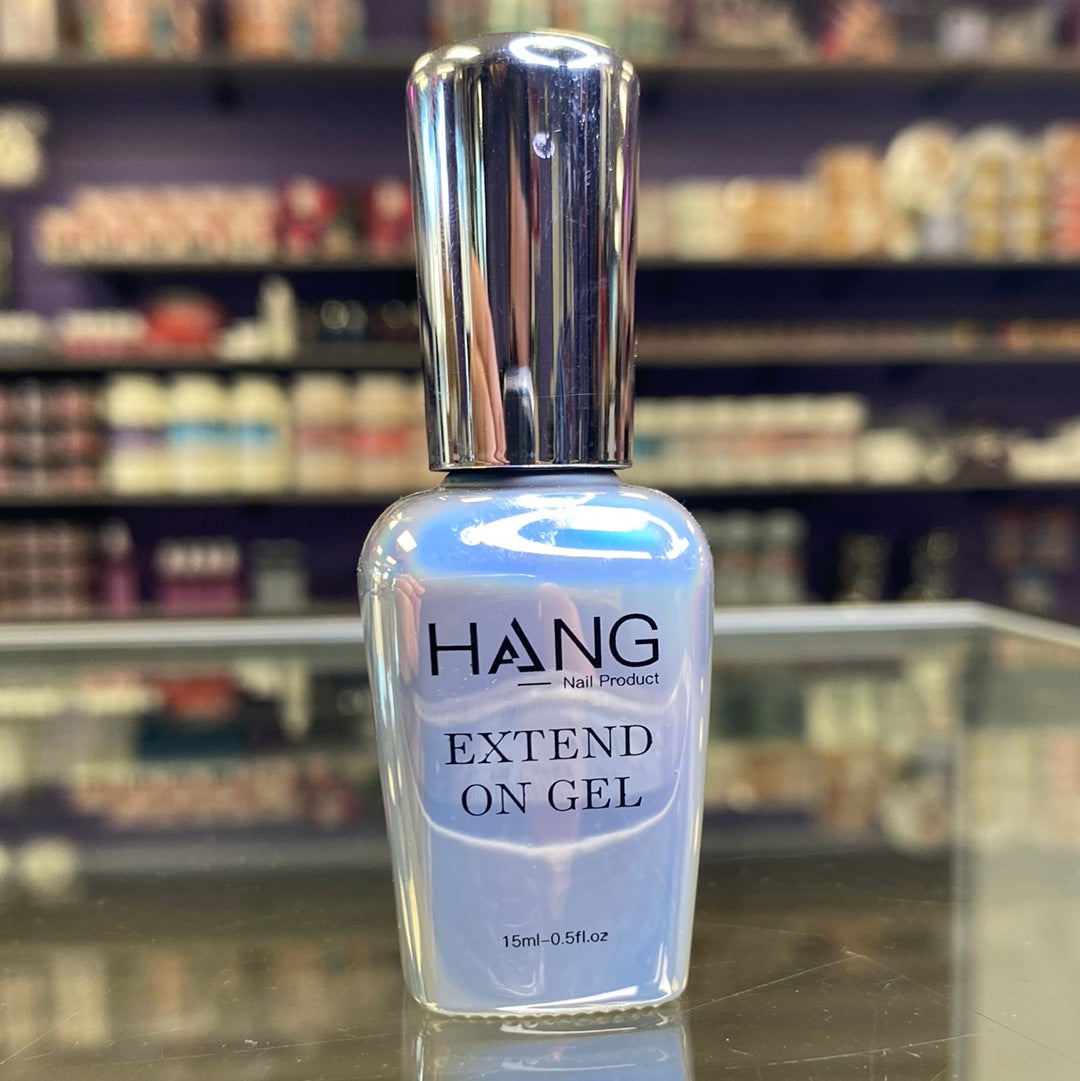 HANG
Nail Product
EXTEND
ON GEL
15ml-0.5fl.oz